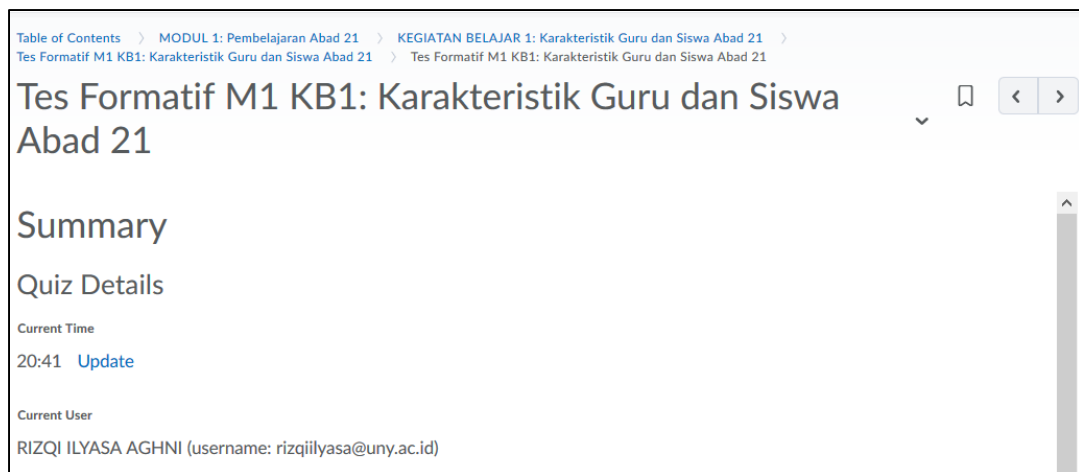 Table of Contents > MODUL 1: Pembelajaran Abad 21 > KEGIATAN BELAJAR 1: Karakteristik Guru dan Siswa Abad 21 >
Tes Formatif M1 KB1: Karakteristik Guru dan Siswa Abad 21 > Tes Formatif M1 KB1: Karakteristik Guru dan Siswa Abad 21
Tes Formatif M1 KB1: Karakteristik Guru dan Siswa
Abad 21
Summary
Quiz Details
Current Time
20:41 Update
Current User
RIZQI ILYASA AGHNI (username: rizqiilyasa@uny.ac.id)